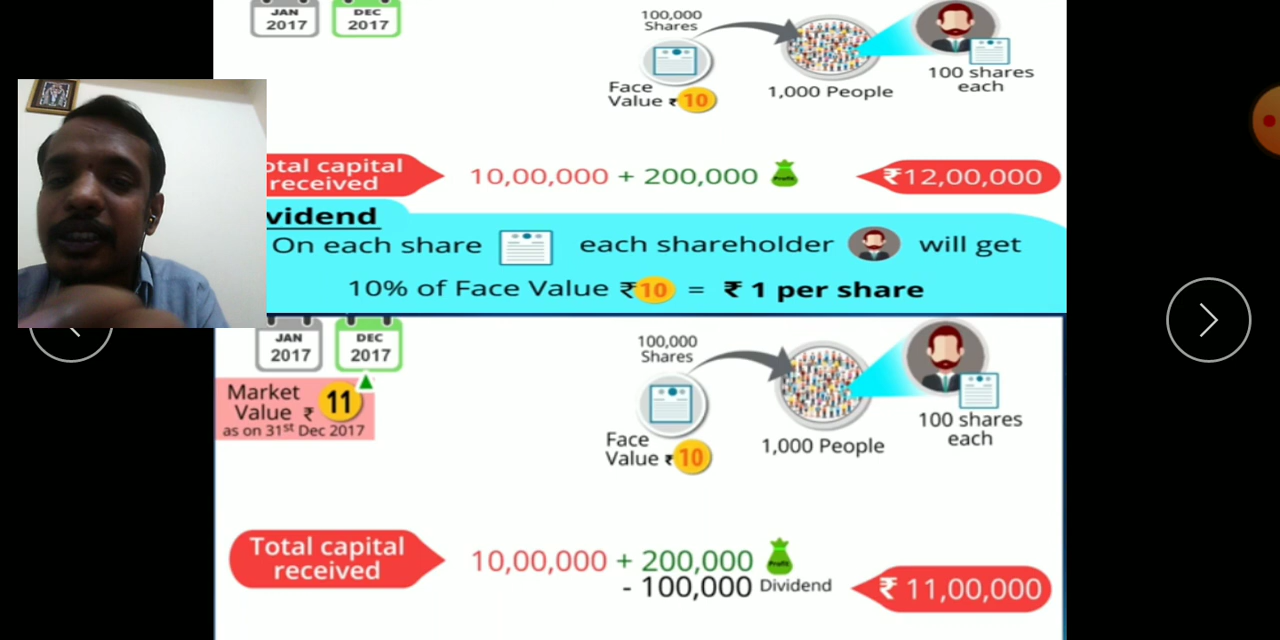 JAN
2017
DEC
2017
100,000
Shares
Face
Value ₹ 10
1,000 People
100 shares
each
otal capital
received
10,00,000 + 200,000
Profit
₹12,00,000
vidend
On each share each shareholder will get
10% of Face Value ₹10 = ₹ 1 per share
JAN
2017
DEC
2017
Market
Value ₹ 11
as on 31st Dec 2017
100,000
Shares
Face
Value ₹ 10
1,000 People
100 shares
each
Total capital
received
10,00,000 + 200,000
Profit
- 100,000 Dividend
₹ 11,00,000